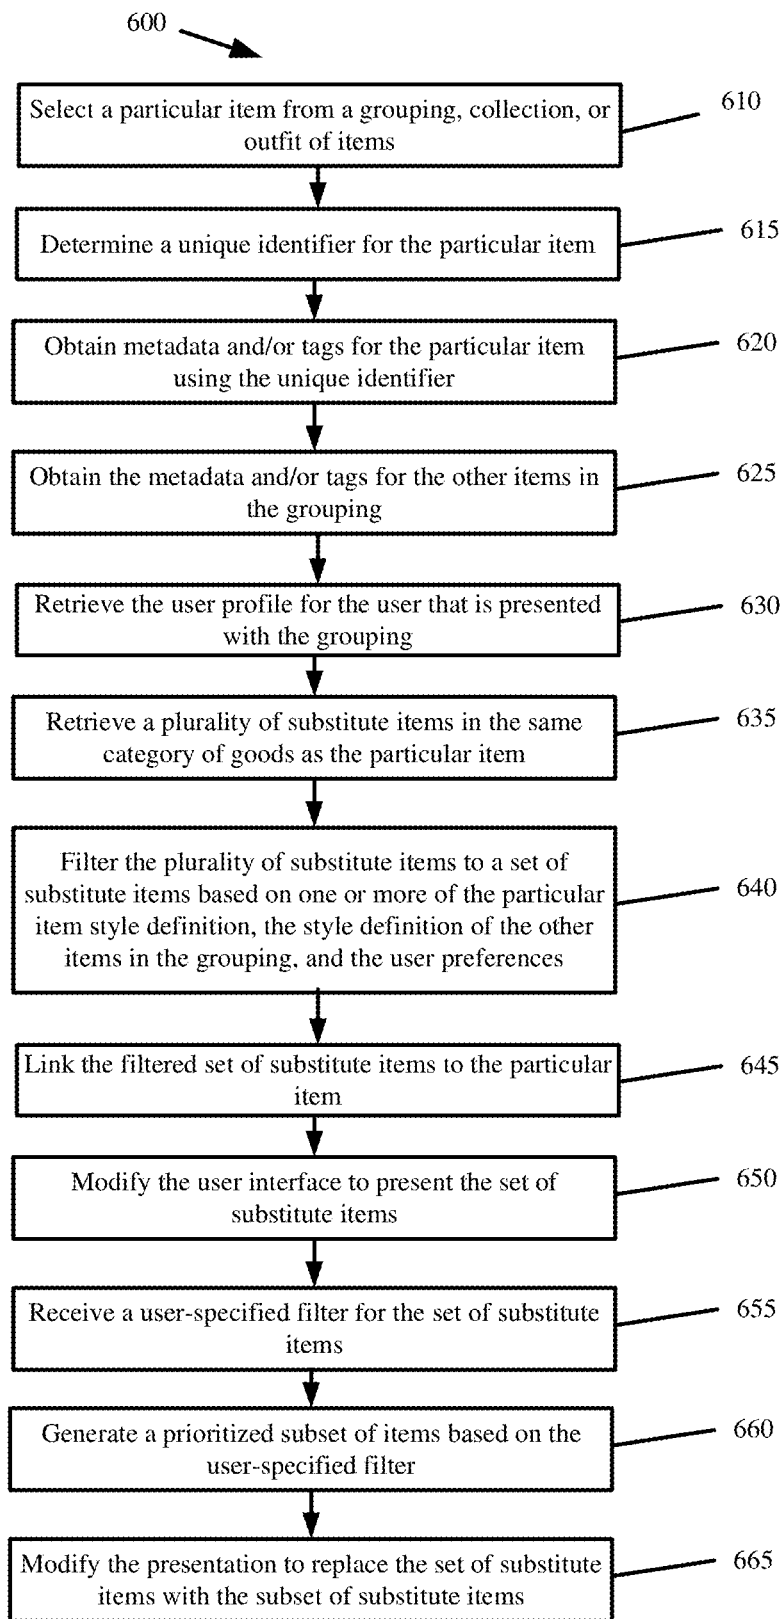 600
Select a particular item from a grouping, collection, or
outfit of items
610
Determine a unique identifier for the particular item
615
Obtain metadata and/or tags for the particular item
using the unique identifier
620
Obtain the metadata and/or tags for the other items in
the grouping
625
Retrieve the user profile for the user that is presented
with the grouping
630
Retrieve a plurality of substitute items in the same
category of goods as the particular item
635
Filter the plurality of substitute items to a set of
substitute items based on one or more of the particular
item style definition, the style definition of the other
items in the grouping, and the user preferences
640
Link the filtered set of substitute items to the particular
item
645
Modify the user interface to present the set of
substitute items
650
Receive a user-specified filter for the set of substitute
items
655
Generate a prioritized subset of items based on the
user-specified filter
660
Modify the presentation to replace the set of substitute
items with the subset of substitute items
665